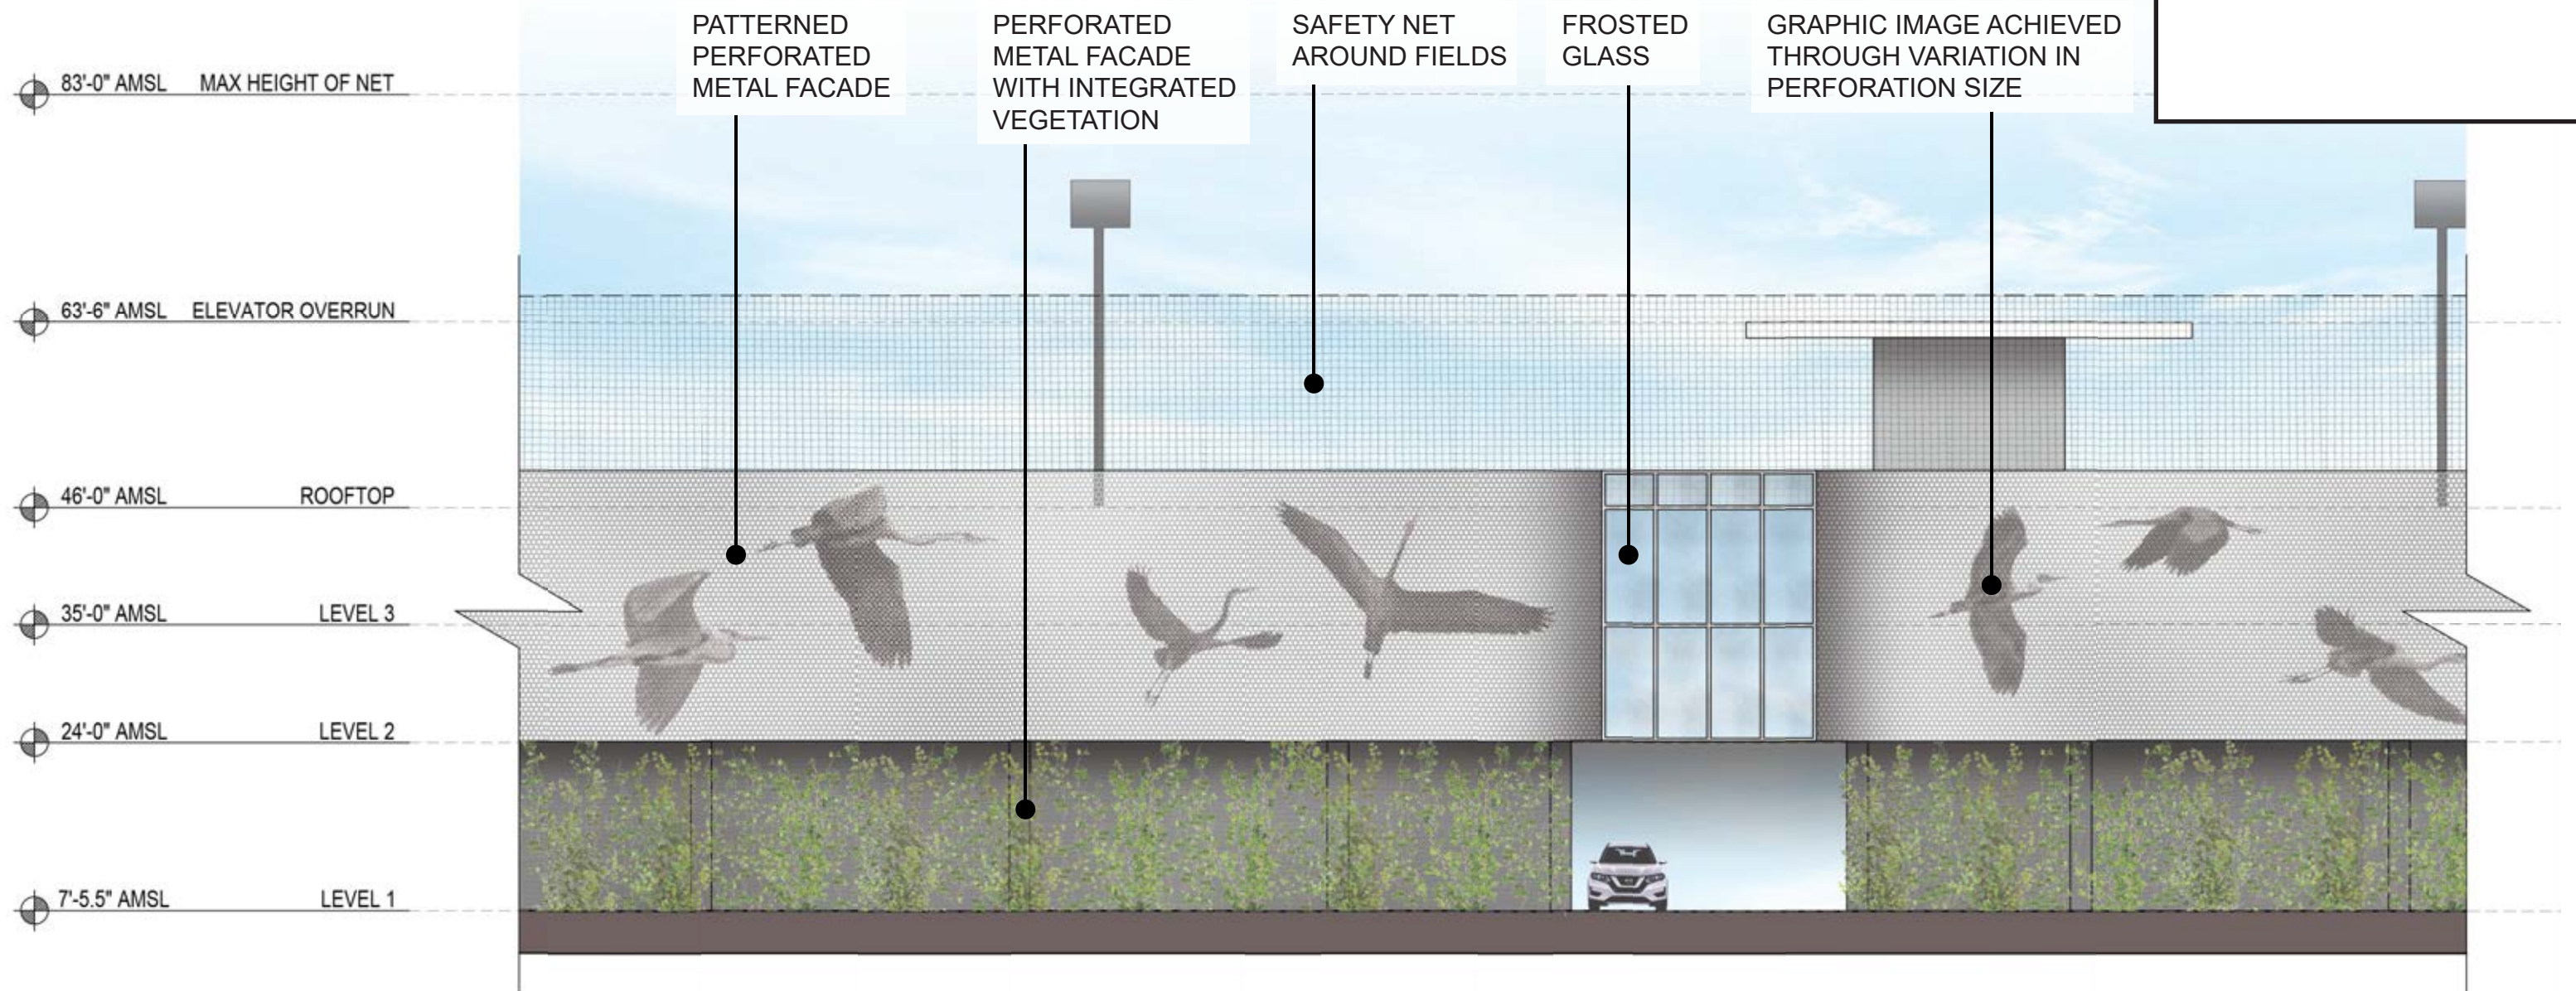 PATTERNED
PERFORATED
METAL FACADE
PERFORATED
METAL FACADE
WITH INTEGRATED
VEGETATION
SAFETY NET
AROUND FIELDS
FROSTED
GLASS
GRAPHIC IMAGE ACHIEVED
THROUGH VARIATION IN
PERFORATION SIZE
83'-0" AMSL MAX HEIGHT OF NET
63'-6" AMSL ELEVATOR OVERRUN
46'-0" AMSL ROOFTOP
35'-0" AMSL LEVEL 3
24'-0" AMSL LEVEL 2
7'-5.5" AMSL LEVEL 1